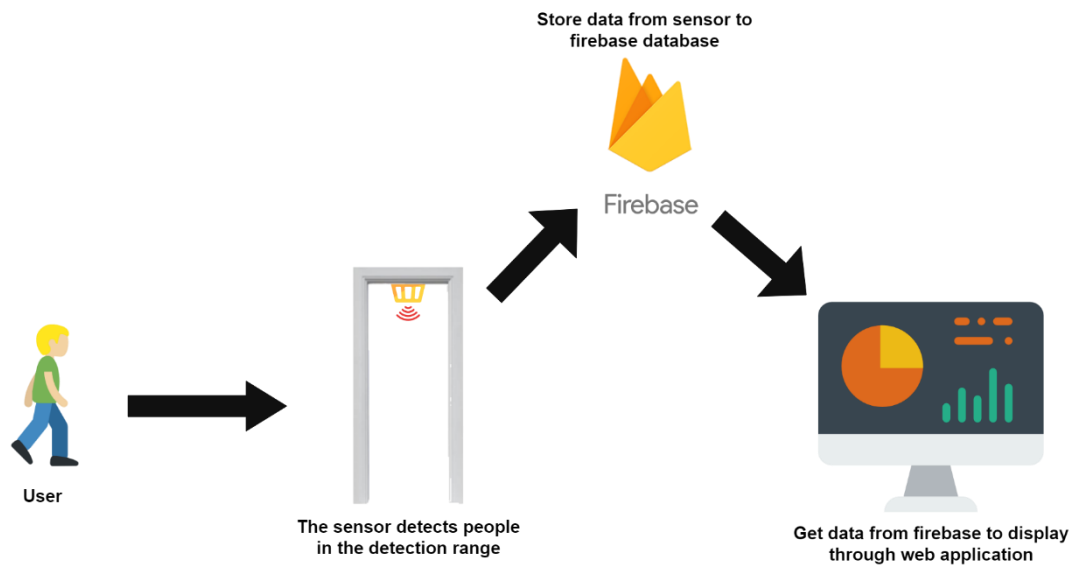 Store data from sensor to
firebase database
Firebase
User
The sensor detects people
in the detection range
Get data from firebase to display
through web application